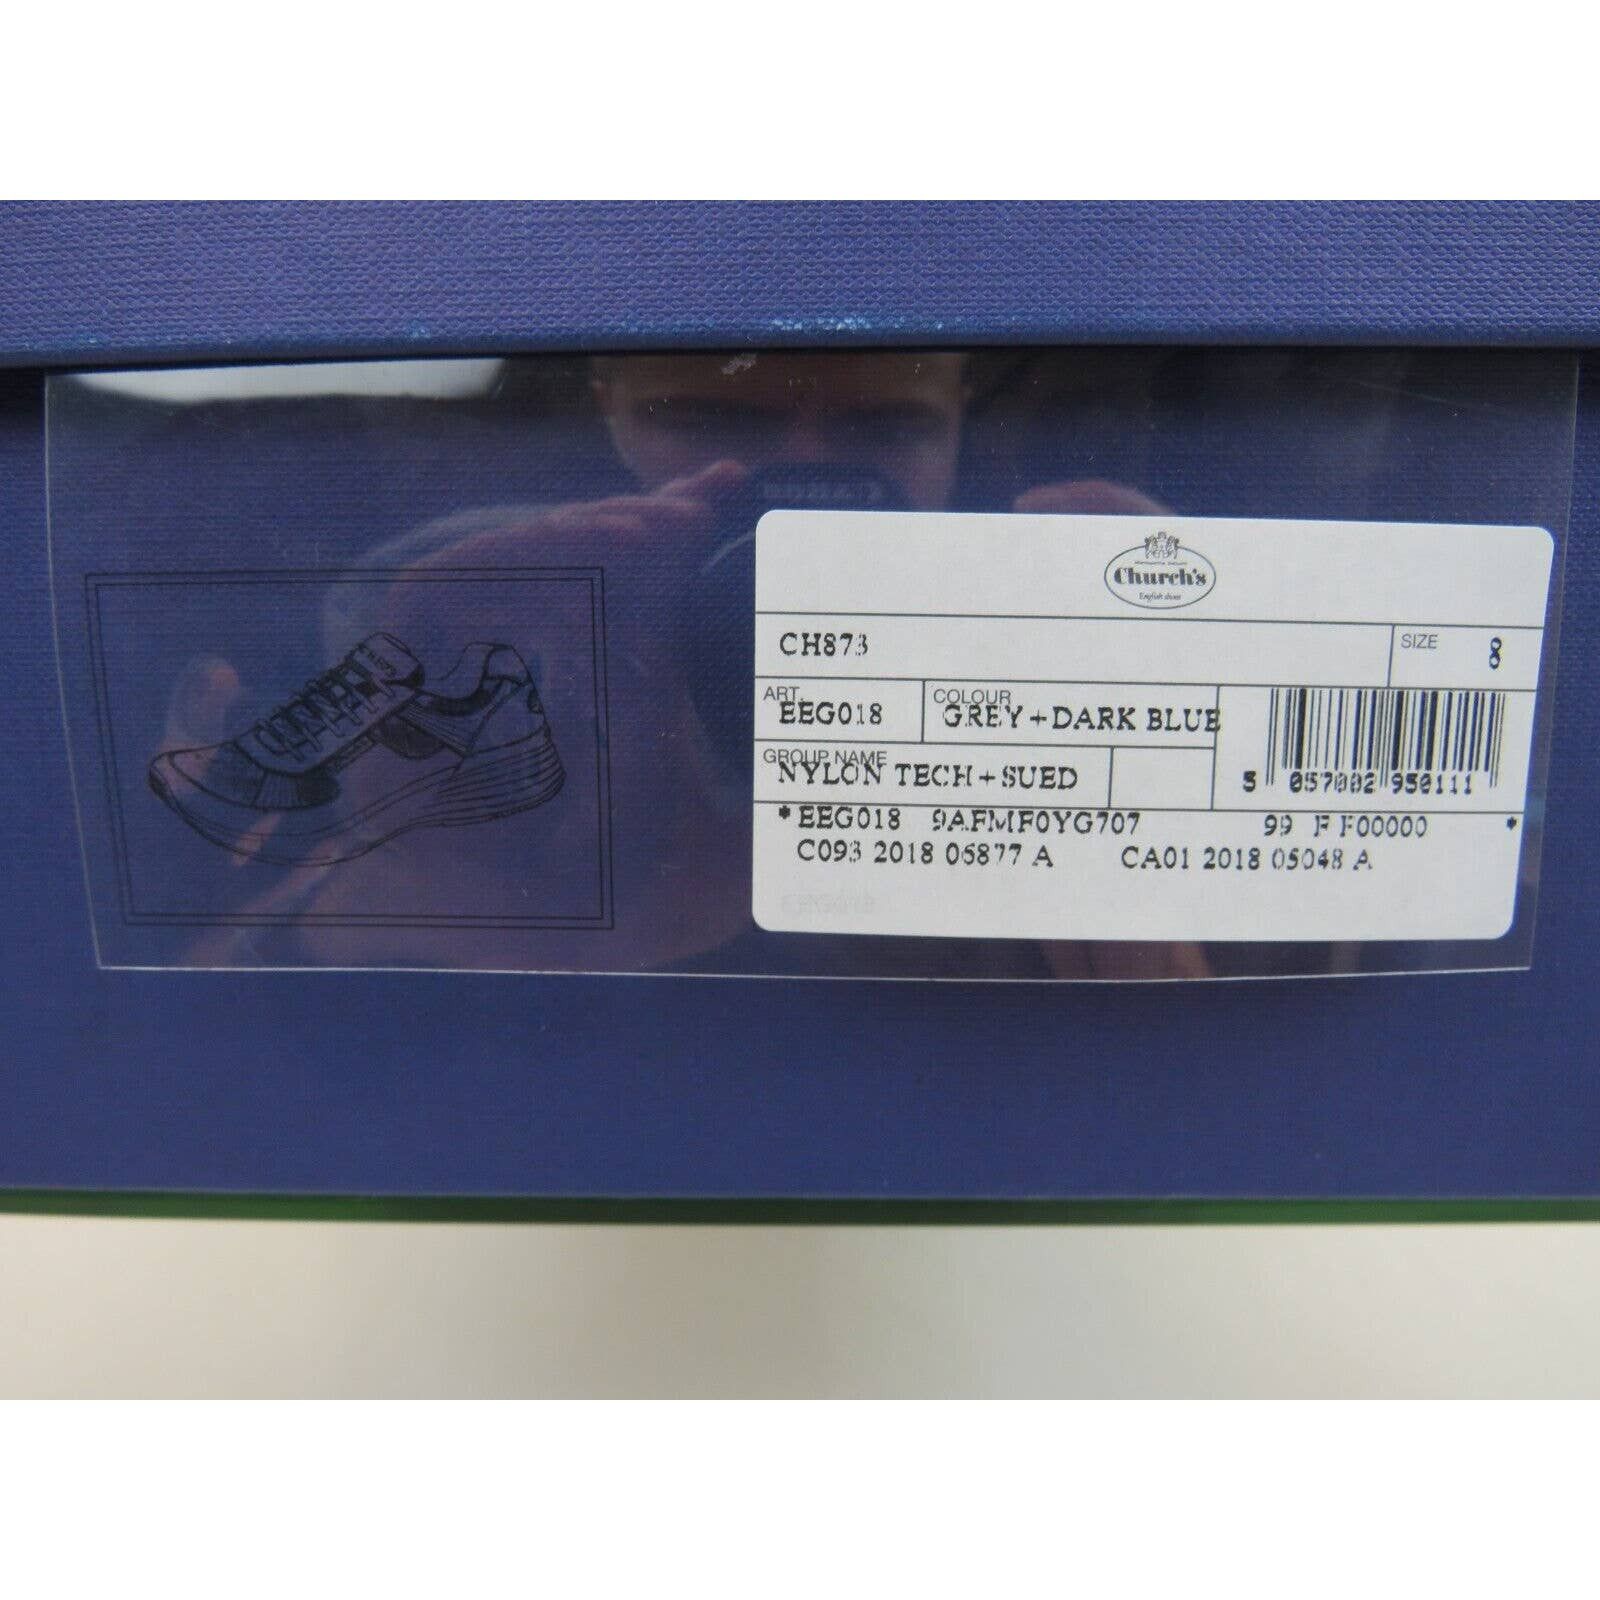 Church's
English shoes
CH873
SIZE 8
ART. EEG018
COLOUR GREY+DARK BLUE
GROUP NAME
NYLON TECH+SUED
5 057002 950111
*EEG018 9AFMF0YG707 99 F F00000 *
C093 2018 06877 A CA01 2018 05048 A
EEG018